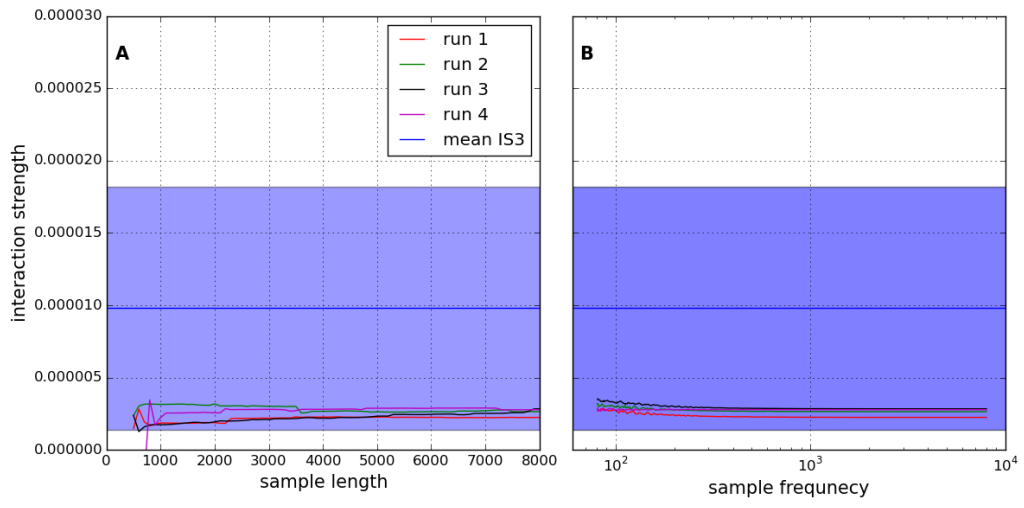 0.000030
0.000025
0.000020
0.000015
0.000010
0.000005
0.000000
interaction strength
A
run 1
run 2
run 3
run 4
mean IS3
0 1000 2000 3000 4000 5000 6000 7000 8000
sample length
B
10² 10³ 10⁴
sample frequnecy